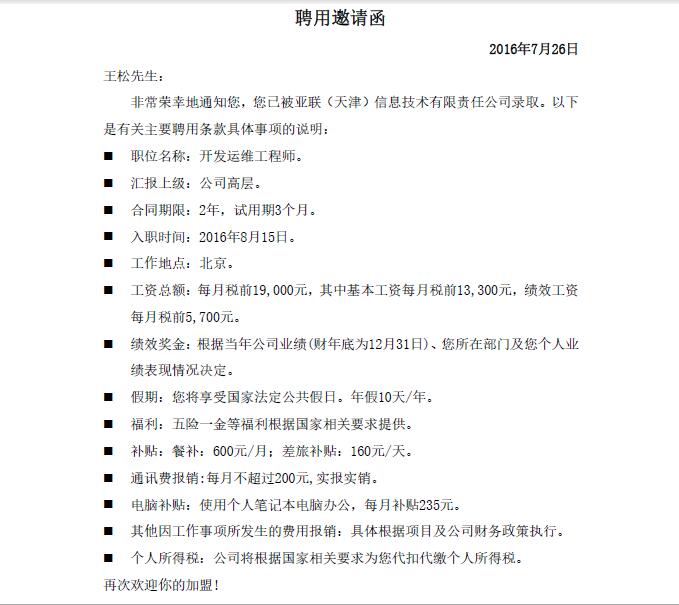 聘用邀请函
2016年7月26日
王松先生：
非常荣幸地通知您，您已被亚联（天津）信息技术有限责任公司录取。以下
是有关主要聘用条款具体事项的说明：
■ 职位名称：开发运维工程师。
■ 汇报上级：公司高层。
■ 合同期限：2年，试用期3个月。
■ 入职时间：2016年8月15日。
■ 工作地点：北京。
■ 工资总额：每月税前19,000元，其中基本工资每月税前13,300元，绩效工资
每月税前5,700元。
■ 绩效奖金：根据当年公司业绩(财年底为12月31日)、您所在部门及您个人业
绩表现情况决定。
■ 假期：您将享受国家法定公共假日。年假10天/年。
■ 福利：五险一金等福利根据国家相关要求提供。
■ 补贴：餐补：600元/月；差旅补贴：160元/天。
■ 通讯费报销:每月不超过200元,实报实销。
■ 电脑补贴：使用个人笔记本电脑办公，每月补贴235元。
■ 其他因工作事项所发生的费用报销：具体根据项目及公司财务政策执行。
■ 个人所得税：公司将根据国家相关要求为您代扣代缴个人所得税。
再次欢迎你的加盟！